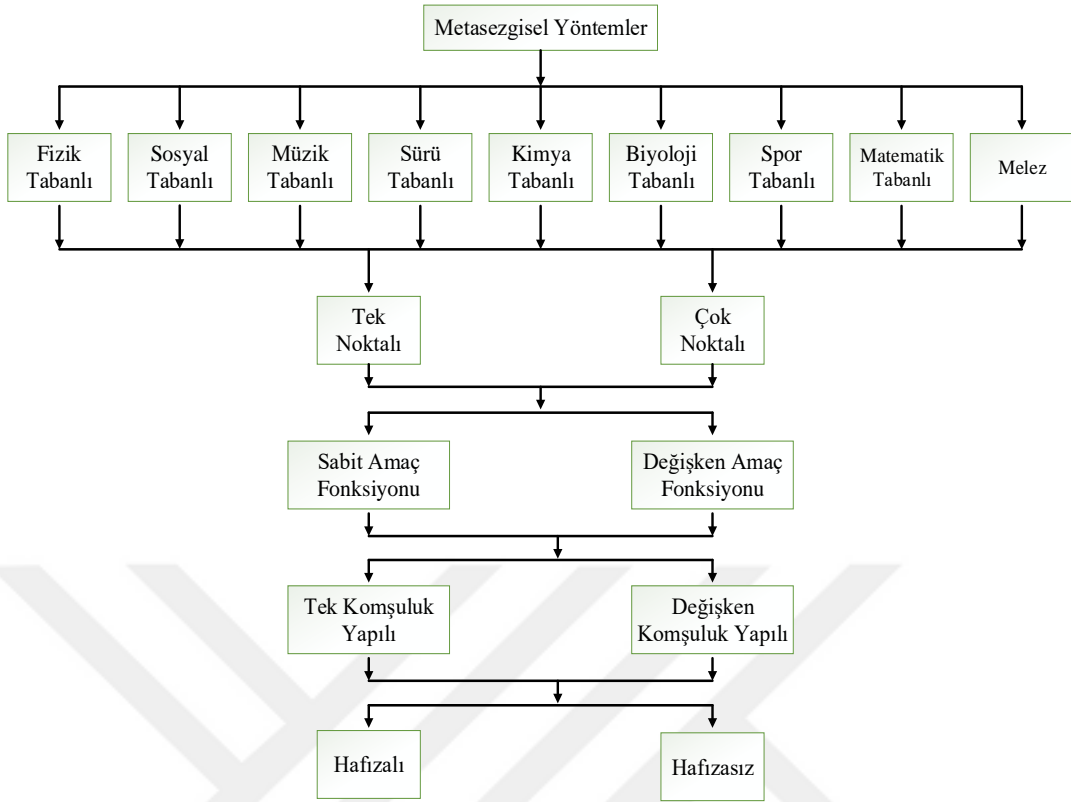 Metasezgisel Yöntemler
Fizik
Tabanlı
Sosyal
Tabanlı
Müzik
Tabanlı
Sürü
Tabanlı
Kimya
Tabanlı
Biyoloji
Tabanlı
Spor
Tabanlı
Matematik
Tabanlı
Melez
Tek
Noktalı
Çok
Noktalı
Sabit Amaç
Fonksiyonu
Değişken Amaç
Fonksiyonu
Tek Komşuluk
Yapılı
Değişken
Komşuluk Yapılı
Hafızalı
Hafızasız